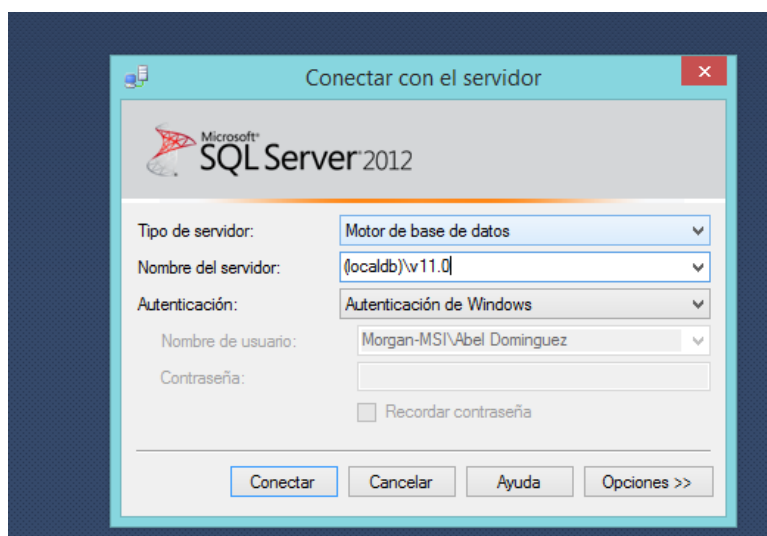 Conectar con el servidor
Microsoft
SQL Server 2012
Tipo de servidor: Motor de base de datos
Nombre del servidor: (localdb)\v11.0
Autenticación: Autenticación de Windows
Nombre de usuario: Morgan-MSI\Abel Dominguez
Contraseña:
Recordar contraseña
Conectar Cancelar Ayuda Opciones >>